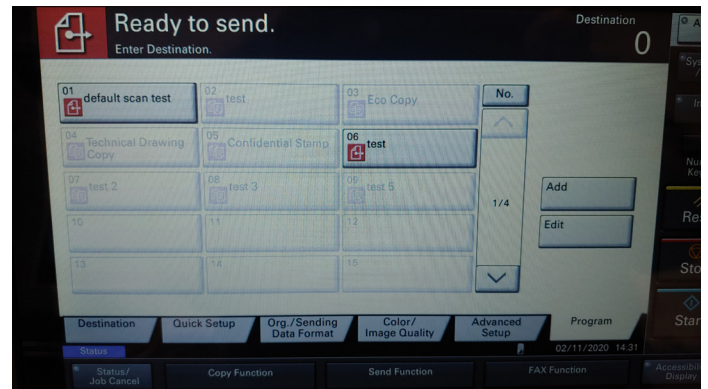 Ready to send.
Destination
Enter Destination.
0
01
default scan test
02
test
03
Eco Copy
No.
04
Technical Drawing
Copy
05
Confidential Stamp
06
test
07
test 2
08
test 3
09
test 5
1/4
Add
10
11
12
Edit
13
14
15
Destination
Quick Setup
Org./Sending
Data Format
Color/
Image Quality
Advanced
Setup
Program
Status
02/11/2020 14:31
Status/
Job Cancel
Copy Function
Send Function
FAX Function